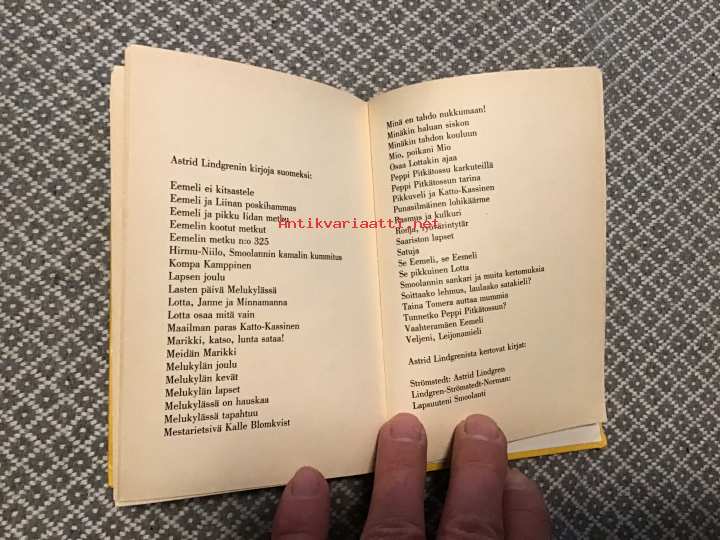 Astrid Lindgrenin kirjoja suomeksi:
Eemeli ei kitsastele
Eemeli ja Liinan poskihammas
Eemeli ja pikku Iidan metku
Eemelin kootut metkut
Eemelin metku n:o 325
Hirmu-Niilo, Smoolannin kamalin kummitus
Kompa Kamppinen
Lapsen joulu
Lasten päivä Melukylässä
Lotta, Janne ja Minnamanna
Lotta osaa mitä vain
Maailman paras Katto-Kassinen
Marikki, katso, lunta sataa!
Meidän Marikki
Melukylän joulu
Melukylän kevät
Melukylän lapset
Melukylässä on hauskaa
Melukylässä tapahtuu
Mestarietsivä Kalle Blomkvist
Minä en tahdo nukkumaan!
Minäkin haluan siskon
Minäkin tahdon kouluun
Mio, poikani Mio
Osaa Lottakin ajaa
Peppi Pitkätossu karkuteillä
Peppi Pitkätossun tarina
Pikkuveli ja Katto-Kassinen
Punasilmäinen lohikäärme
Rasmus ja kulkuri
Ronja, ryövärintytär
Saariston lapset
Satuja
Se Eemeli, se Eemeli
Se pikkuinen Lotta
Smoolannin sankari ja muita kertomuksia
Soittaako lehmus, laulaako satakieli?
Taina Tomera auttaa mummia
Tunnetko Peppi Pitkätossun?
Vaahteramäen Eemeli
Veljeni, Leijonamieli
Astrid Lindgrenista kertovat kirjat:
Strömstedt: Astrid Lindgren
Lindgren-Strömstedt-Norman:
Lapsuuteni Smoolanti
Antikvariaatti.net